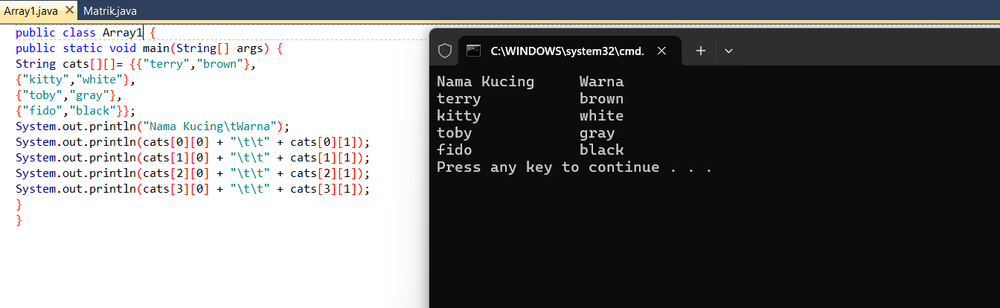 Array1.java Matrik.java
public class Array1 {
public static void main(String[] args) {
String cats[][]= {{"terry","brown"},
{"kitty","white"},
{"toby","gray"},
{"fido","black"}};
System.out.println("Nama Kucing\tWarna");
System.out.println(cats[0][0] + "\t\t" + cats[0][1]);
System.out.println(cats[1][0] + "\t\t" + cats[1][1]);
System.out.println(cats[2][0] + "\t\t" + cats[2][1]);
System.out.println(cats[3][0] + "\t\t" + cats[3][1]);
}
}
C:\WINDOWS\system32\cmd.
Nama Kucing Warna
terry brown
kitty white
toby gray
fido black
Press any key to continue . . .